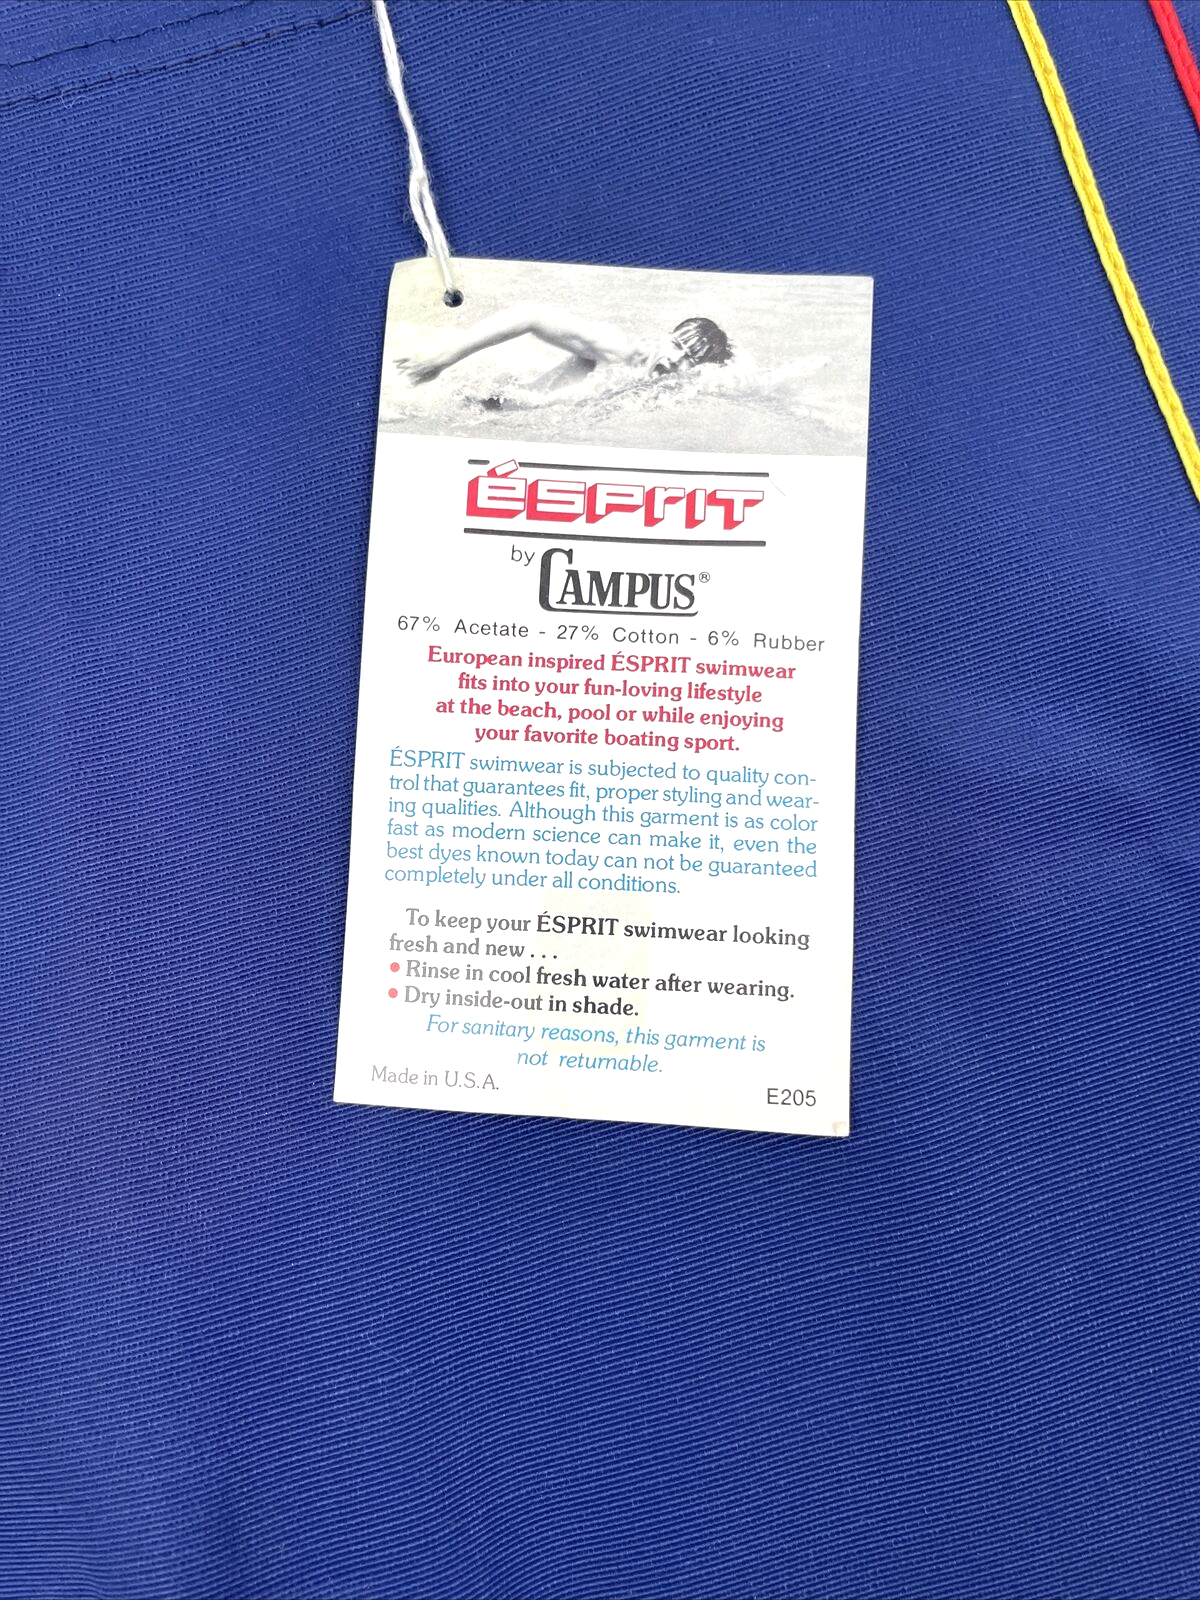 ÉSPRIT
by CAMPUS®
67% Acetate - 27% Cotton - 6% Rubber
European inspired ÉSPRIT swimwear
fits into your fun-loving lifestyle
at the beach, pool or while enjoying
your favorite boating sport.
ÉSPRIT swimwear is subjected to quality con-
trol that guarantees fit, proper styling and wear-
ing qualities. Although this garment is as color
fast as modern science can make it, even the
best dyes known today can not be guaranteed
completely under all conditions.
To keep your ÉSPRIT swimwear looking
fresh and new . . .
• Rinse in cool fresh water after wearing.
• Dry inside-out in shade.
For sanitary reasons, this garment is
not returnable.
Made in U.S.A.
E205